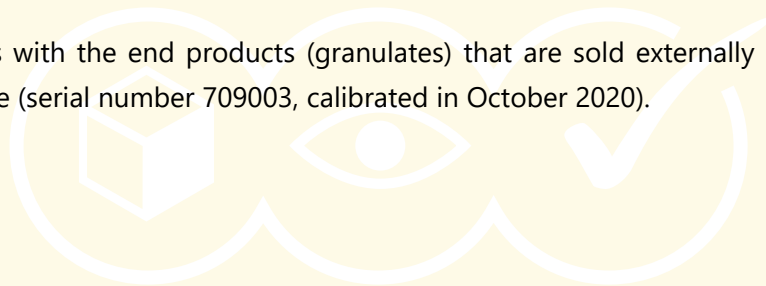 s with the end products (granulates) that are sold externally
e (serial number 709003, calibrated in October 2020).